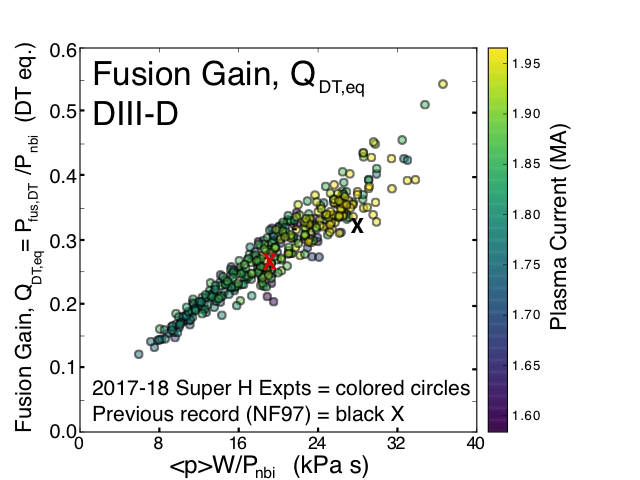 Fusion Gain, Q_DT,eq
DIII-D
Fusion Gain, Q_DT,eq = P_fus,DT /P_nbi (DT eq.)
0.6
0.5
0.4
0.3
0.2
0.1
0.0
X
X
2017-18 Super H Expts = colored circles
Previous record (NF97) = black X
0 8 16 24 32 40
<p>W/P_nbi (kPa s)
1.95
1.90
1.85
1.80
1.75
1.70
1.65
1.60
Plasma Current (MA)